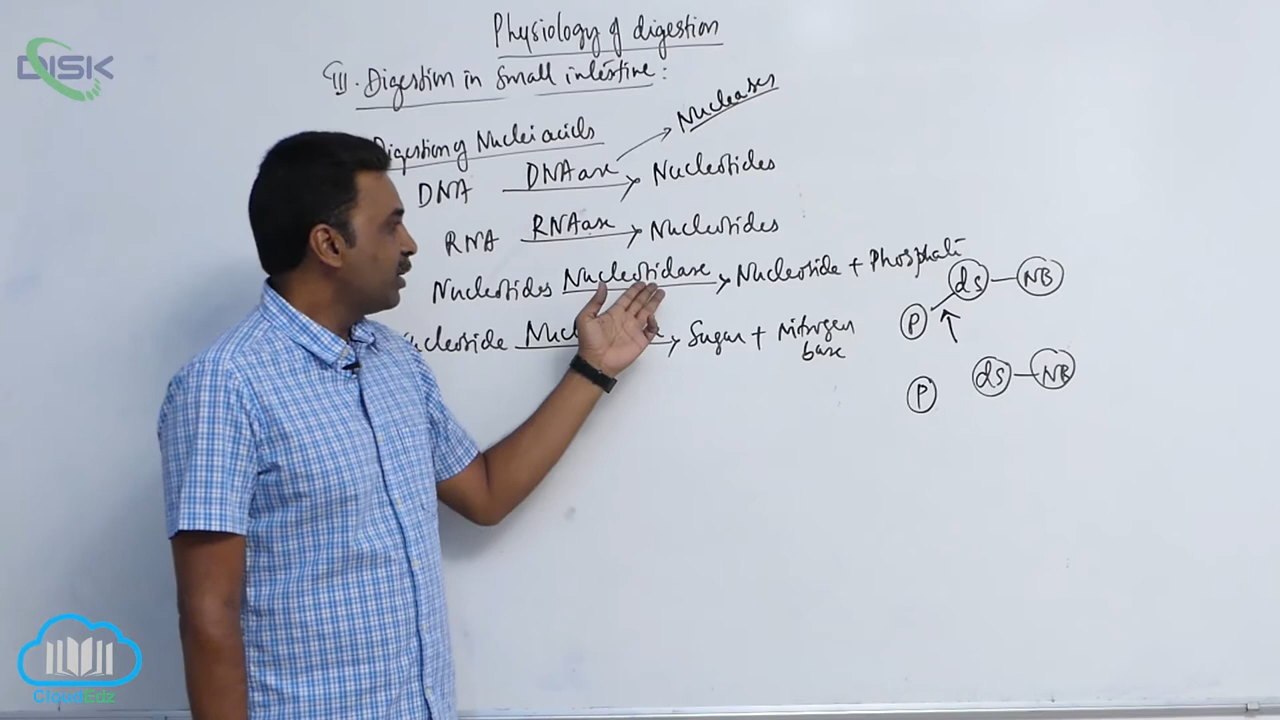 DISK
Physiology of digestion
III. Digestion in Small intestine:
Digestion of Nuclei acids
Nucleases
DNA DNAase Nucleotides
RNA RNAase Nucleotides
Nucleotides Nucleotidase Nucleoside + Phosphate
Sugar + Nitrogen base
P ds NB
P ds NB
CloudEdz